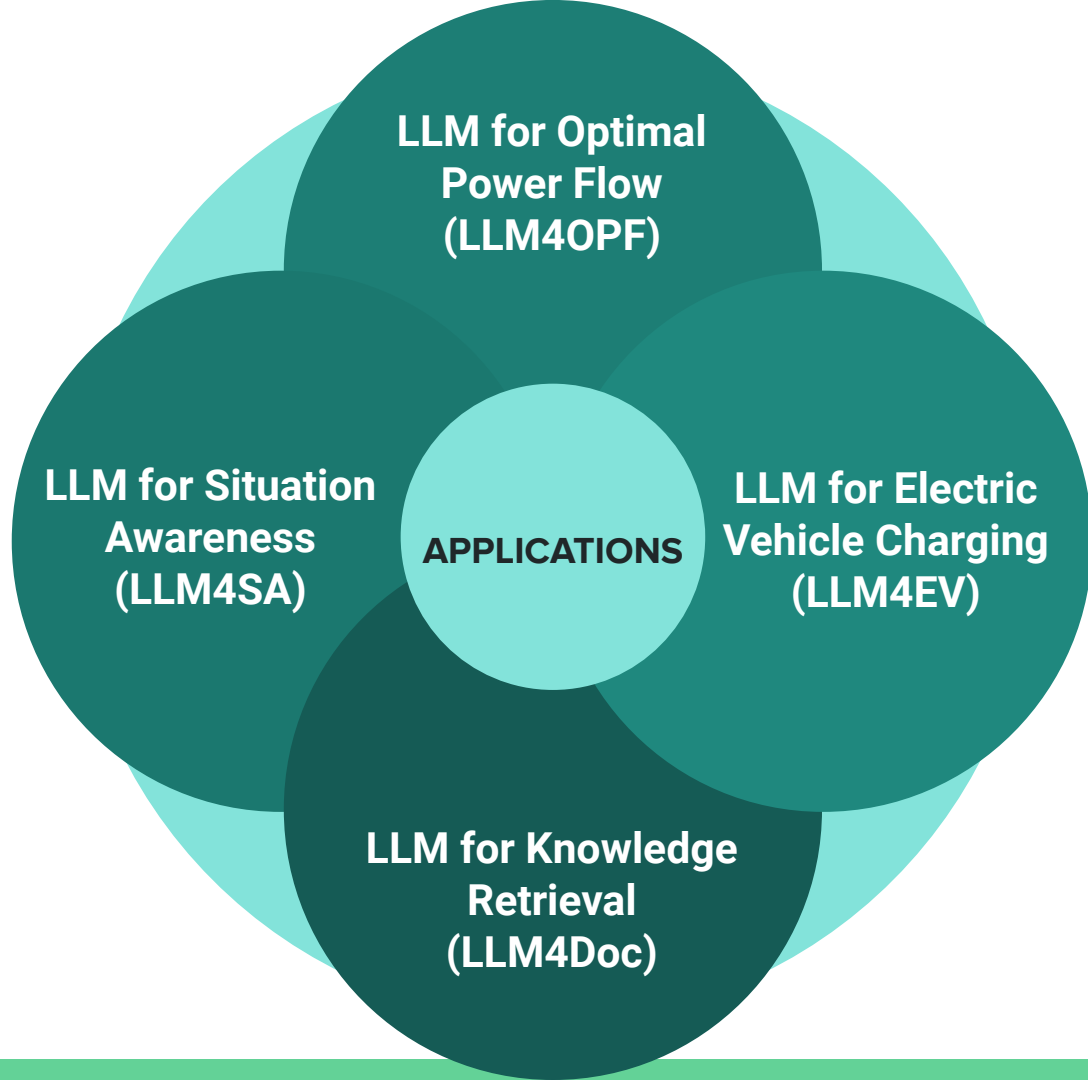 LLM for Optimal
Power Flow
(LLM4OPF)
LLM for Situation
Awareness
(LLM4SA)
APPLICATIONS
LLM for Electric
Vehicle Charging
(LLM4EV)
LLM for Knowledge
Retrieval
(LLM4Doc)